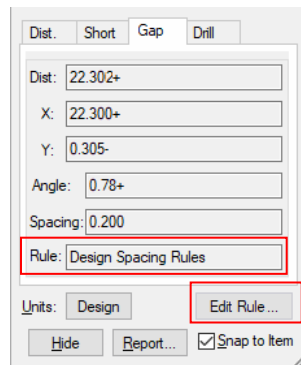 Dist. Short Gap Drill
Dist: 22.302+
X: 22.300+
Y: 0.305-
Angle: 0.78+
Spacing: 0.200
Rule: Design Spacing Rules
Units: Design Edit Rule ...
Hide Report... Snap to Item